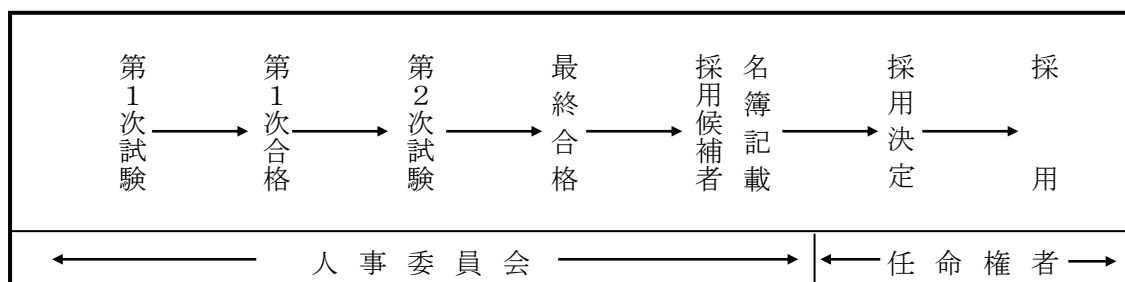 第１次試験
第１次合格
第２次試験
最終合格
採用候補者
名簿記載
採用決定
採用
人事委員会
任命権者